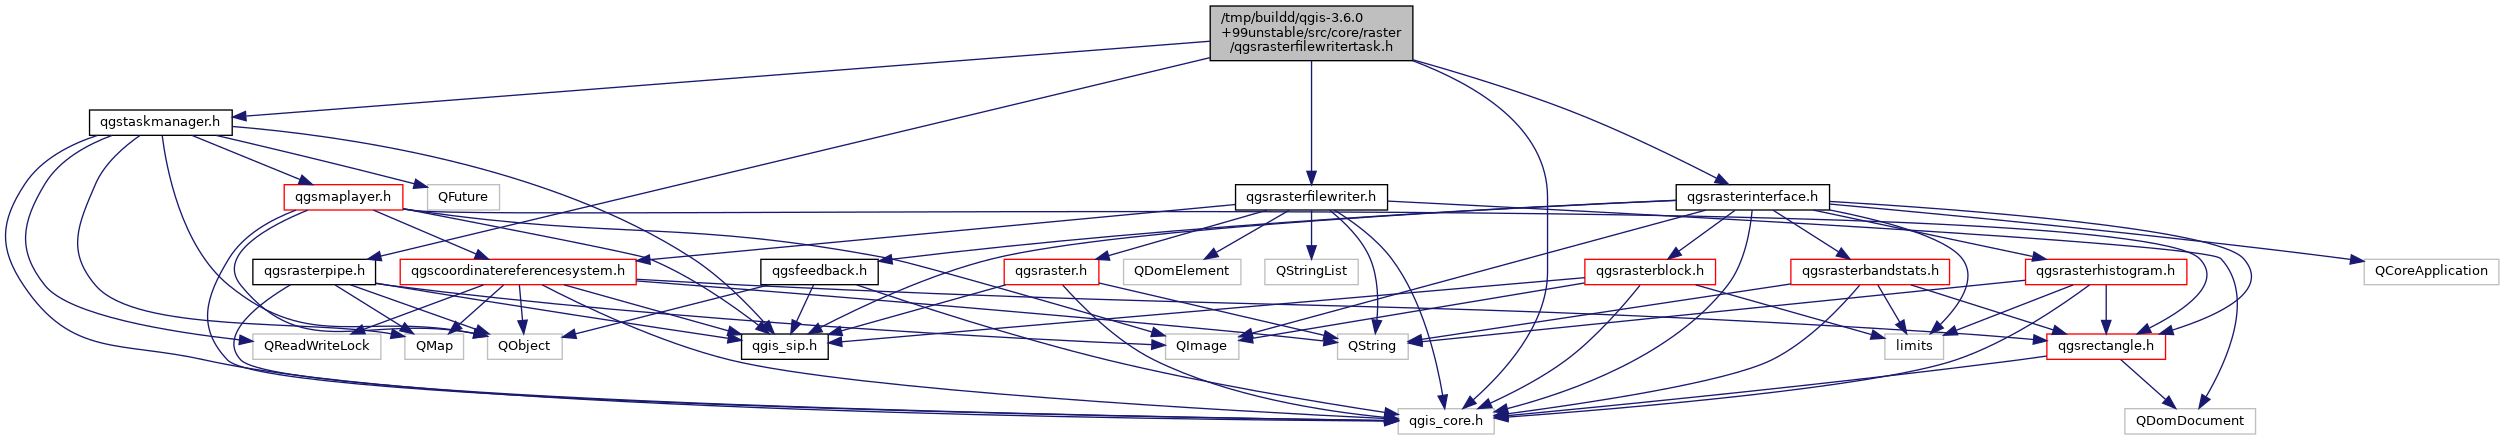 /tmp/buildd/qgis-3.6.0
+99unstable/src/core/raster
/qgsrasterfilewritertask.h
qgstaskmanager.h
qgsmaplayer.h
QFuture
qgsrasterfilewriter.h
qgsrasterinterface.h
qgsrasterpipe.h
qgscoordinatereferencesystem.h
qgsfeedback.h
qgsraster.h
QDomElement
QStringList
qgsrasterblock.h
qgsrasterbandstats.h
qgsrasterhistogram.h
QCoreApplication
QReadWriteLock
QMap
QObject
qgis_sip.h
QImage
QString
limits
qgsrectangle.h
qgis_core.h
QDomDocument